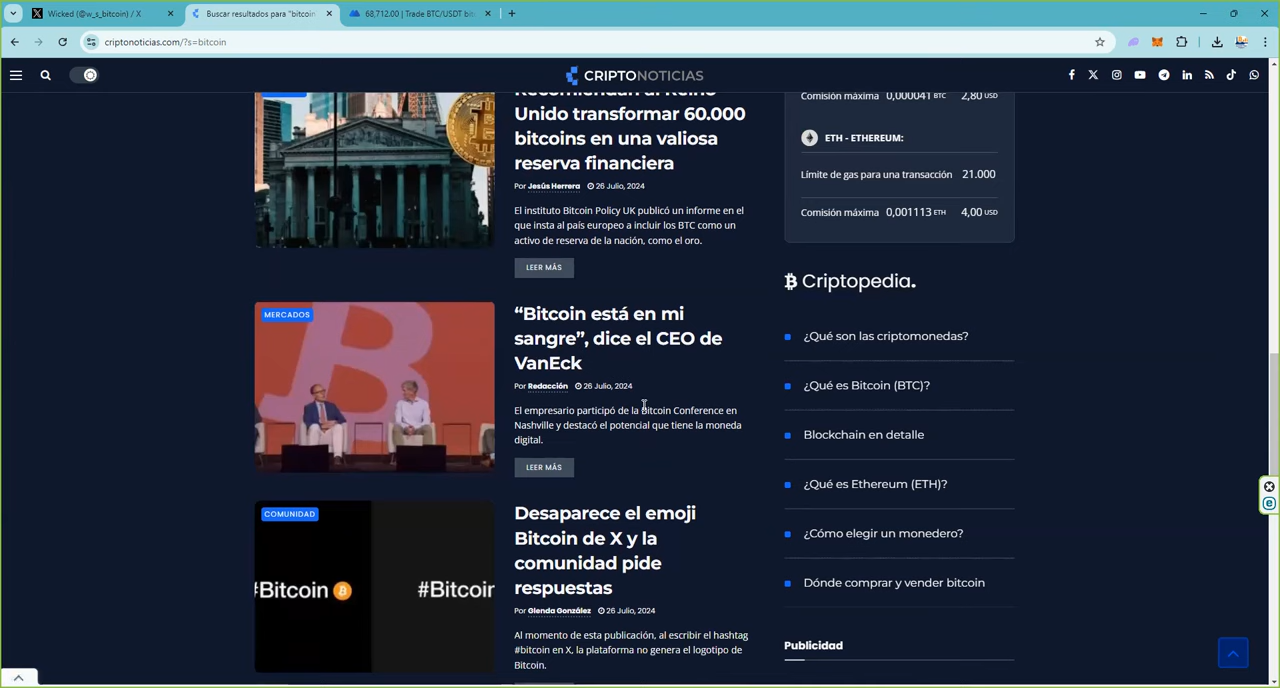 Wicked (@w_s_bitcoin) / X
Buscar resultados para "bitcoin
68,712.00 | Trade BTC/USDT bit
criptonoticias.com/?s=bitcoin
CRIPTONOTICIAS
Recomiendan al Reino
Unido transformar 60.000
bitcoins en una valiosa
reserva financiera
Por Jesús Herrera 26 Julio, 2024
El instituto Bitcoin Policy UK publicó un informe en el
que insta al país europeo a incluir los BTC como un
activo de reserva de la nación, como el oro.
LEER MÁS
MERCADOS
“Bitcoin está en mi
sangre”, dice el CEO de
VanEck
Por Redacción 26 Julio, 2024
El empresario participó de la Bitcoin Conference en
Nashville y destacó el potencial que tiene la moneda
digital.
LEER MÁS
COMUNIDAD
#Bitcoin
#Bitcoin
Desaparece el emoji
Bitcoin de X y la
comunidad pide
respuestas
Por Glenda González 26 Julio, 2024
Al momento de esta publicación, al escribir el hashtag
#bitcoin en X, la plataforma no genera el logotipo de
Bitcoin.
Comisión máxima 0,000041 BTC 2,80 USD
ETH - ETHEREUM:
Límite de gas para una transacción 21.000
Comisión máxima 0,001113 ETH 4,00 USD
Criptopedia.
¿Qué son las criptomonedas?
¿Qué es Bitcoin (BTC)?
Blockchain en detalle
¿Qué es Ethereum (ETH)?
¿Cómo elegir un monedero?
Dónde comprar y vender bitcoin
Publicidad